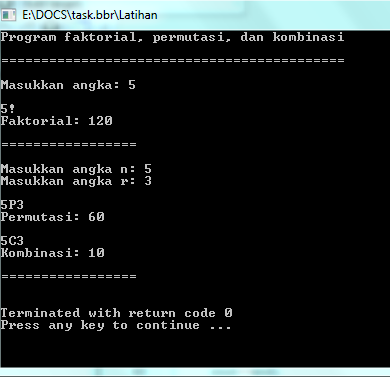 E:\DOCS\task.bbr\Latihan
Program faktorial, permutasi, dan kombinasi
===========================================
Masukkan angka: 5
5!
Faktorial: 120
=================
Masukkan angka n: 5
Masukkan angka r: 3
5P3
Permutasi: 60
5C3
Kombinasi: 10
=================
Terminated with return code 0
Press any key to continue ...